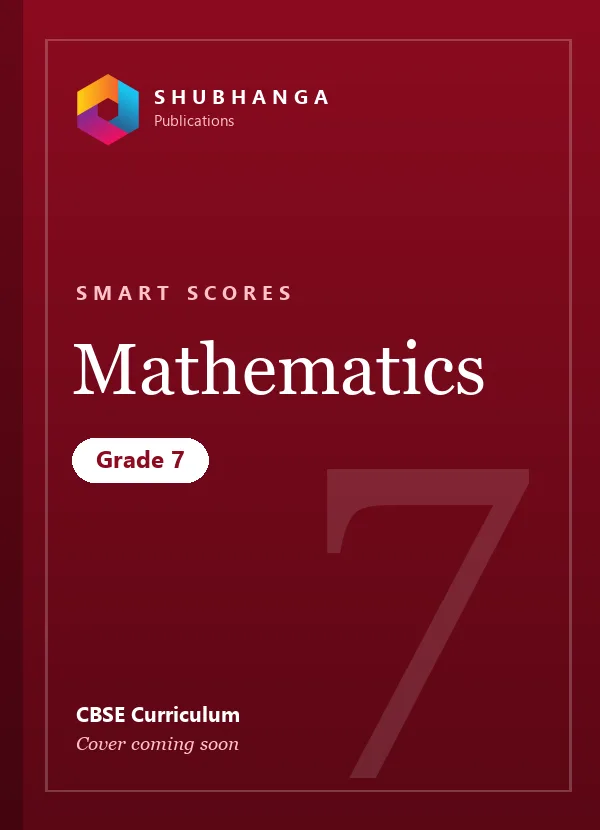 SHUBHANGA
Publications
SMART SCORES
Mathematics
Grade 7
7
CBSE Curriculum
Cover coming soon